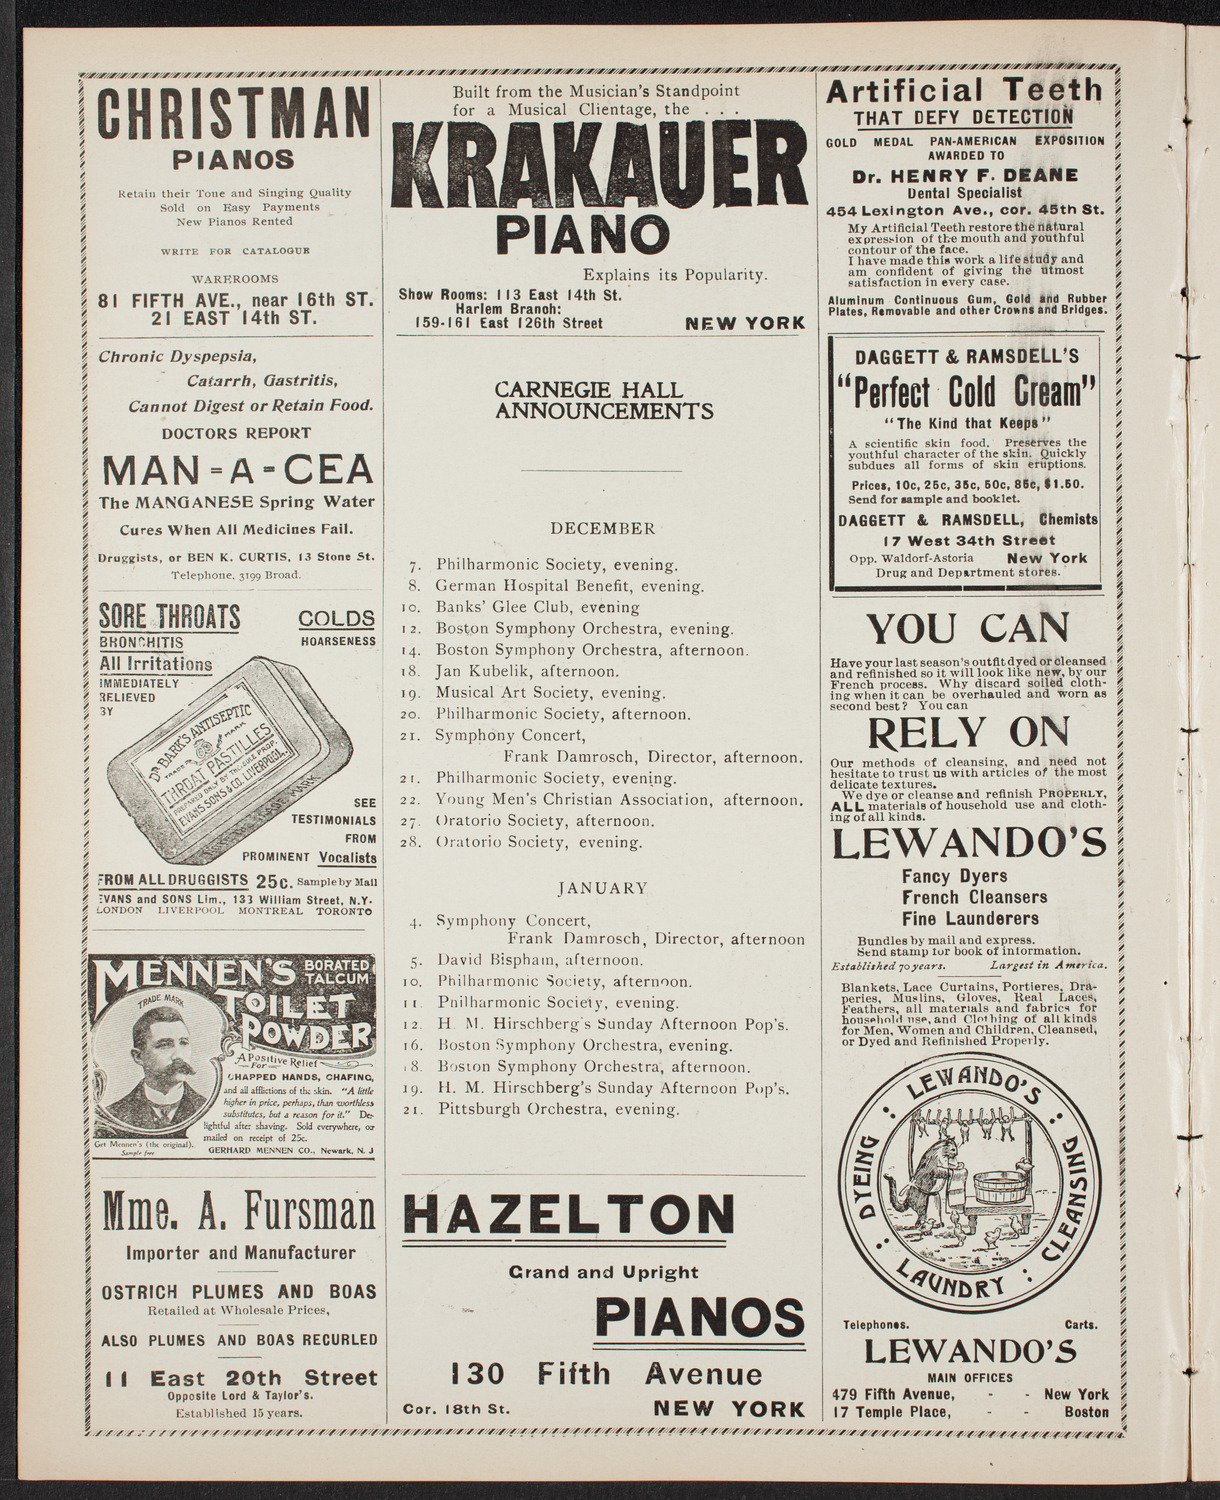 CHRISTMAN
PIANOS
Retain their Tone and Singing Quality
Sold on Easy Payments
New Pianos Rented
WRITE FOR CATALOGUE
WAREROOMS
81 FIFTH AVE., near 16th ST.
21 EAST 14th ST.
Chronic Dyspepsia,
Catarrh, Gastritis,
Cannot Digest or Retain Food.
DOCTORS REPORT
MAN=A=CEA
The MANGANESE Spring Water
Cures When All Medicines Fail.
Druggists, or BEN K. CURTIS, 13 Stone St.
Telephone, 3199 Broad.
SORE THROATS
COLDS
BRONCHITIS
HOARSENESS
All Irritations
IMMEDIATELY
RELIEVED
BY
DR BARK'S ANTISEPTIC
TRADE MARK
THROAT PASTILLES
PREPARED ONLY BY THE SOLE PROP.
EVANS SONS & CO. LIVERPOOL.
TRADE MARK
SEE
TESTIMONIALS
FROM
PROMINENT Vocalists
FROM ALL DRUGGISTS 25c. Sample by Mail
EVANS and SONS Lim., 133 William Street, N.Y.
LONDON LIVERPOOL MONTREAL TORONTO
MENNEN'S BORATED TALCUM
TOILET
POWDER
TRADE MARK
A Positive Relief
For
CHAPPED HANDS, CHAFING,
and all afflictions of the skin. "A little
higher in price, perhaps, than worthless
substitutes, but a reason for it." De-
lightful after shaving. Sold everywhere, or
mailed on receipt of 25c.
Get Mennen's (the original).
Sample free
GERHARD MENNEN CO., Newark, N. J
Mme. A. Fursman
Importer and Manufacturer
OSTRICH PLUMES AND BOAS
Retailed at Wholesale Prices,
ALSO PLUMES AND BOAS RECURLED
11 East 20th Street
Opposite Lord & Taylor's.
Established 15 years.
Built from the Musician's Standpoint
for a Musical Clientage, the . . .
KRAKAUER
PIANO
Explains its Popularity.
Show Rooms: 113 East 14th St.
Harlem Branch:
159-161 East 126th Street NEW YORK
CARNEGIE HALL
ANNOUNCEMENTS
DECEMBER
7. Philharmonic Society, evening.
8. German Hospital Benefit, evening.
10. Banks' Glee Club, evening
12. Boston Symphony Orchestra, evening.
14. Boston Symphony Orchestra, afternoon.
18. Jan Kubelik, afternoon.
19. Musical Art Society, evening.
20. Philharmonic Society, afternoon.
21. Symphony Concert,
Frank Damrosch, Director, afternoon.
21. Philharmonic Society, evening.
22. Young Men's Christian Association, afternoon.
27. Oratorio Society, afternoon.
28. Oratorio Society, evening.
JANUARY
4. Symphony Concert,
Frank Damrosch, Director, afternoon
5. David Bispham, afternoon.
10. Philharmonic Society, afternoon.
11. Philharmonic Society, evening.
12. H. M. Hirschberg's Sunday Afternoon Pop's.
16. Boston Symphony Orchestra, evening.
18. Boston Symphony Orchestra, afternoon.
19. H. M. Hirschberg's Sunday Afternoon Pop's.
21. Pittsburgh Orchestra, evening.
HAZELTON
Grand and Upright
PIANOS
130 Fifth Avenue
Cor. 18th St. NEW YORK
Artificial Teeth
THAT DEFY DETECTION
GOLD MEDAL PAN-AMERICAN EXPOSITION
AWARDED TO
Dr. HENRY F. DEANE
Dental Specialist
454 Lexington Ave., cor. 45th St.
My Artificial Teeth restore the natural
expression of the mouth and youthful
contour of the face.
I have made this work a life study and
am confident of giving the utmost
satisfaction in every case.
Aluminum Continuous Gum, Gold and Rubber
Plates, Removable and other Crowns and Bridges.
DAGGETT & RAMSDELL'S
"Perfect Cold Cream"
"The Kind that Keeps"
A scientific skin food. Preserves the
youthful character of the skin. Quickly
subdues all forms of skin eruptions.
Prices, 10c, 25c, 35c, 50c, 85c, $1.50.
Send for sample and booklet.
DAGGETT & RAMSDELL, Chemists
17 West 34th Street
Opp. Waldorf-Astoria New York
Drug and Department stores.
YOU CAN
Have your last season's outfit dyed or cleansed
and refinished so it will look like new, by our
French process. Why discard soiled cloth-
ing when it can be overhauled and worn as
second best? You can
RELY ON
Our methods of cleansing, and need not
hesitate to trust us with articles of the most
delicate textures.
We dye or cleanse and refinish PROPERLY,
ALL materials of household use and cloth-
ing of all kinds.
LEWANDO'S
Fancy Dyers
French Cleansers
Fine Launderers
Bundles by mail and express.
Send stamp for book of information.
Established 70 years. Largest in America.
Blankets, Lace Curtains, Portieres, Dra-
peries, Muslins, Gloves, Real Laces,
Feathers, all materials and fabrics for
household use, and Clothing of all kinds
for Men, Women and Children, Cleansed,
or Dyed and Refinished Properly.
LEWANDO'S : CLEANSING : LAUNDRY : DYEING :
Telephones. Carts.
LEWANDO'S
MAIN OFFICES
479 Fifth Avenue, - - New York
17 Temple Place, - - Boston